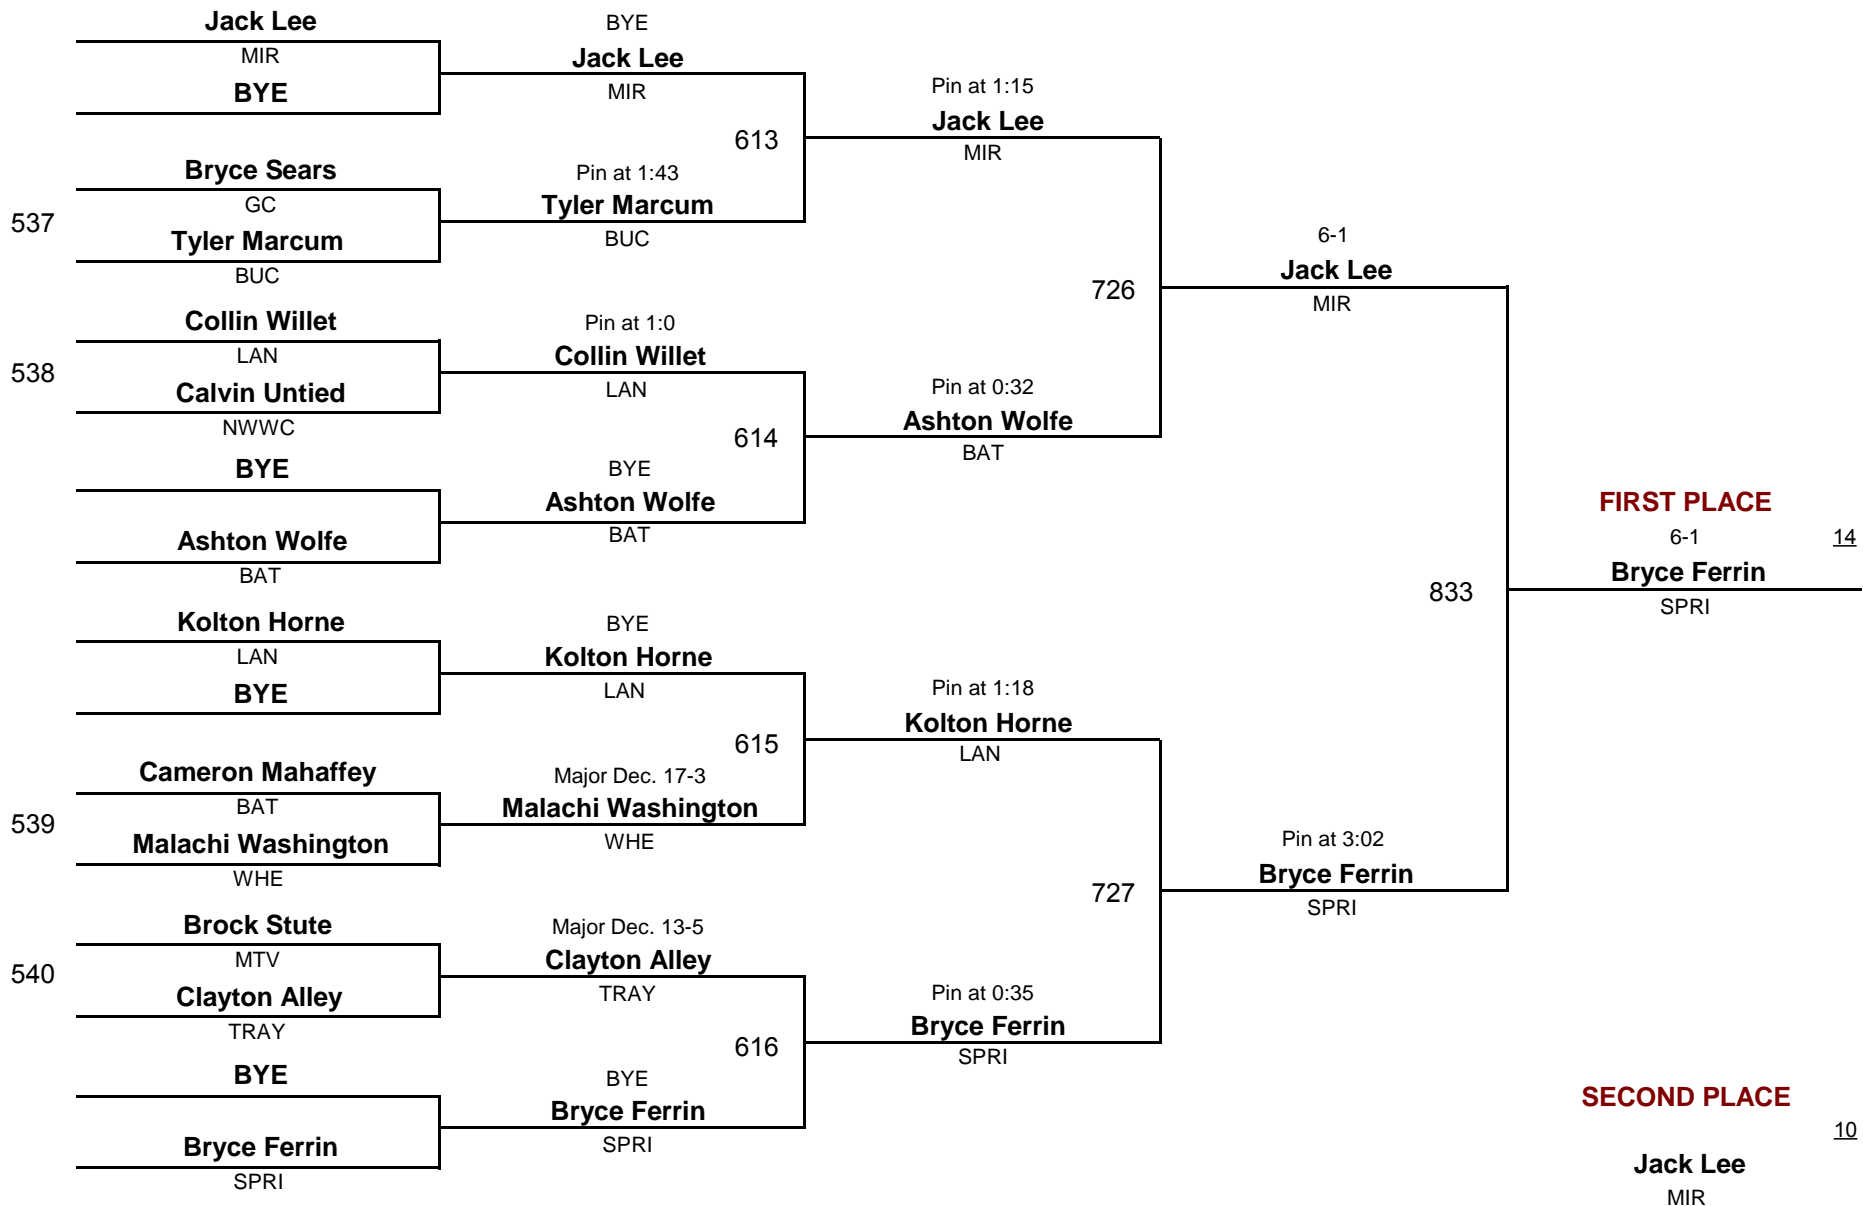 Jack Lee
MIR
BYE
537
Bryce Sears
GC
Tyler Marcum
BUC
538
Collin Willet
LAN
Calvin Untied
NWWC
BYE
Ashton Wolfe
BAT
Kolton Horne
LAN
BYE
539
Cameron Mahaffey
BAT
Malachi Washington
WHE
540
Brock Stute
MTV
Clayton Alley
TRAY
BYE
Bryce Ferrin
SPRI
BYE
Jack Lee
MIR
613
Pin at 1:43
Tyler Marcum
BUC
Pin at 1:0
Collin Willet
LAN
614
BYE
Ashton Wolfe
BAT
BYE
Kolton Horne
LAN
615
Major Dec. 17-3
Malachi Washington
WHE
Major Dec. 13-5
Clayton Alley
TRAY
616
BYE
Bryce Ferrin
SPRI
Pin at 1:15
Jack Lee
MIR
726
Pin at 0:32
Ashton Wolfe
BAT
Pin at 1:18
Kolton Horne
LAN
727
Pin at 0:35
Bryce Ferrin
SPRI
6-1
Jack Lee
MIR
833
Pin at 3:02
Bryce Ferrin
SPRI
FIRST PLACE
6-1 14
Bryce Ferrin
SPRI
SECOND PLACE
10
Jack Lee
MIR